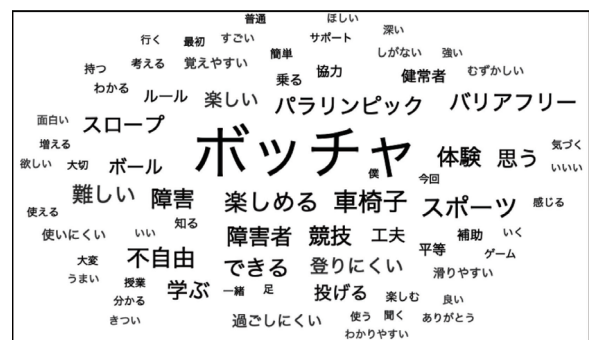 普通 ほしい
行く 最初 すごい サポート 深い
持つ 考える 覚えやすい 簡単 しがない 強い
わかる ルール 楽しい 乗る 協力 健常者 むずかしい
面白い スロープ パラリンピック バリアフリー
増える ボッチャ 気づく
欲しい 大切 ボール 僕 今回 体験 思う いいい
難しい 障害 楽しめる 車椅子 スポーツ 感じる
使える 知る
使いにくい いい 障害者 競技 工夫 補助 いく
大変 不自由 できる 登りにくい 平等 ゲーム
うまい 授業 滑りやすい
分かる 学ぶ 一緒 足 投げる 楽しむ 良い
きつい 過ごしにくい 使う 聞く ありがとう
わかりやすい